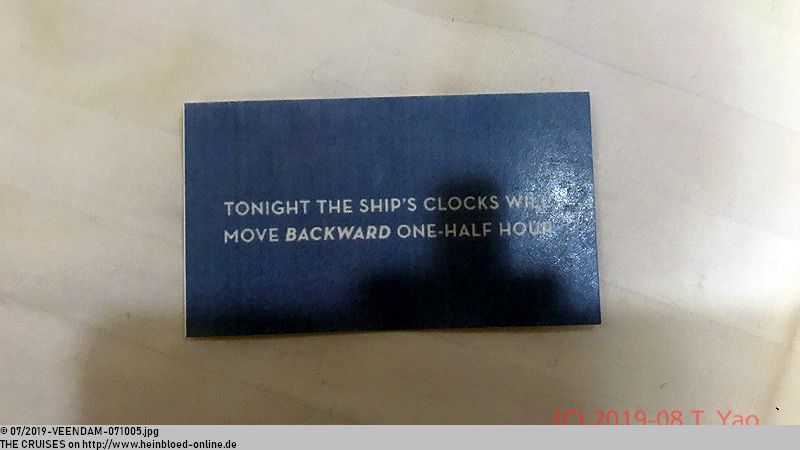 TONIGHT THE SHIP'S CLOCKS WILL
MOVE BACKWARD ONE-HALF HOUR
(C) 2019-08 T. Yao
© 07/2019-VEENDAM-071005.jpg
THE CRUISES on http://www.heinbloed-online.de